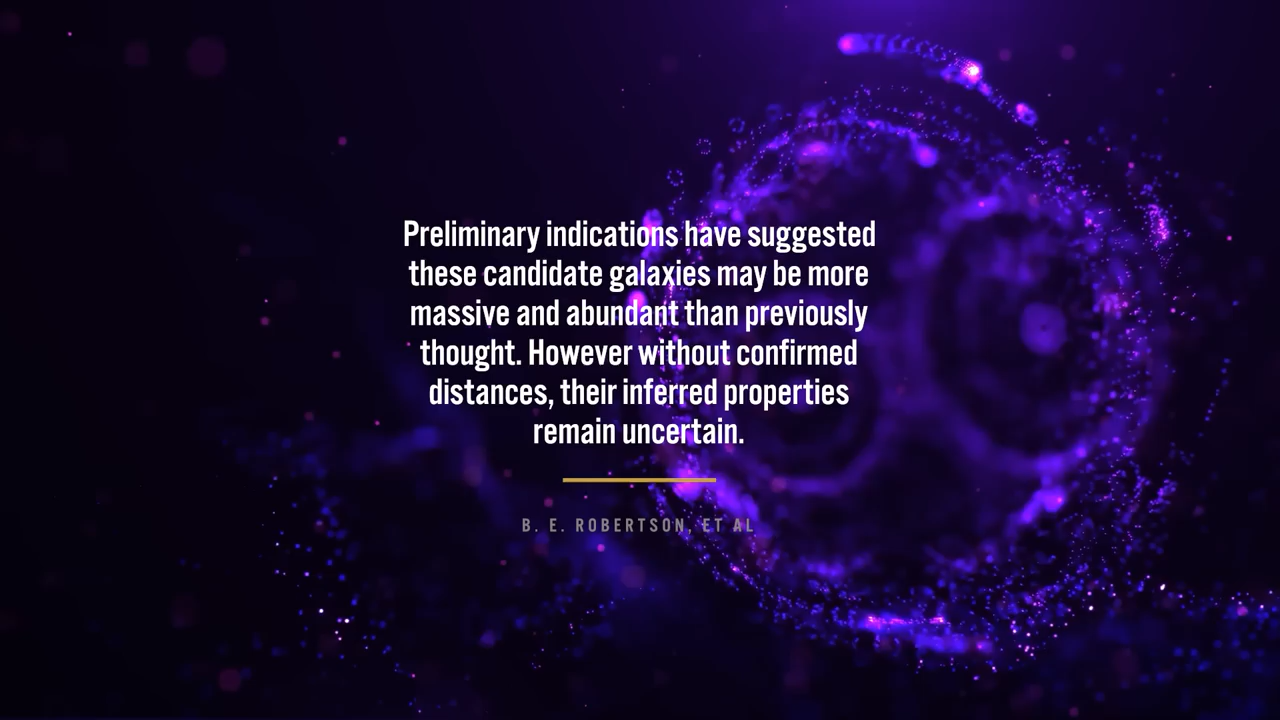 Preliminary indications have suggested
these candidate galaxies may be more
massive and abundant than previously
thought. However without confirmed
distances, their inferred properties
remain uncertain.
B. E. ROBERTSON, ET AL